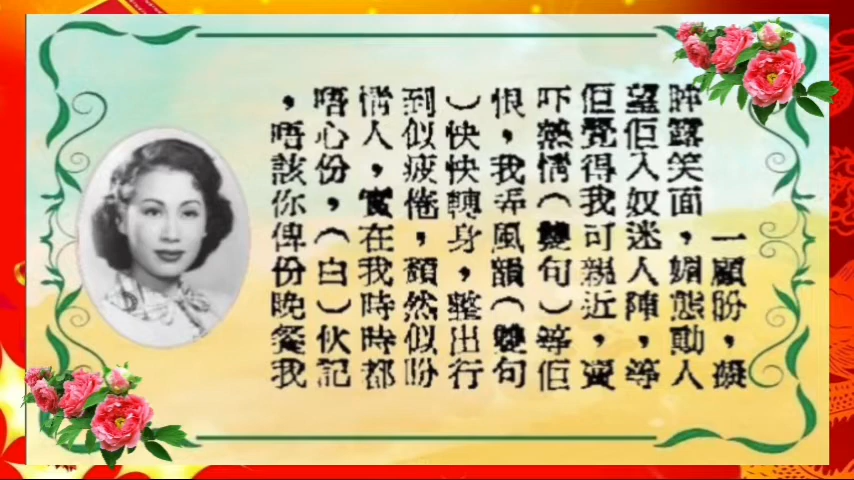 一顧盼，凝
眸露笑面，媚態動人
望佢入奴迷人陣，等
佢覺得我可親近，賣
吓熱情（雙句）等佢
恨，我弄風韻（雙句
）快快轉身，整出行
到似疲倦，頹然似盼
情人，實在我時時都
唔心份，（白）伙記
，唔該你俾份晚餐我